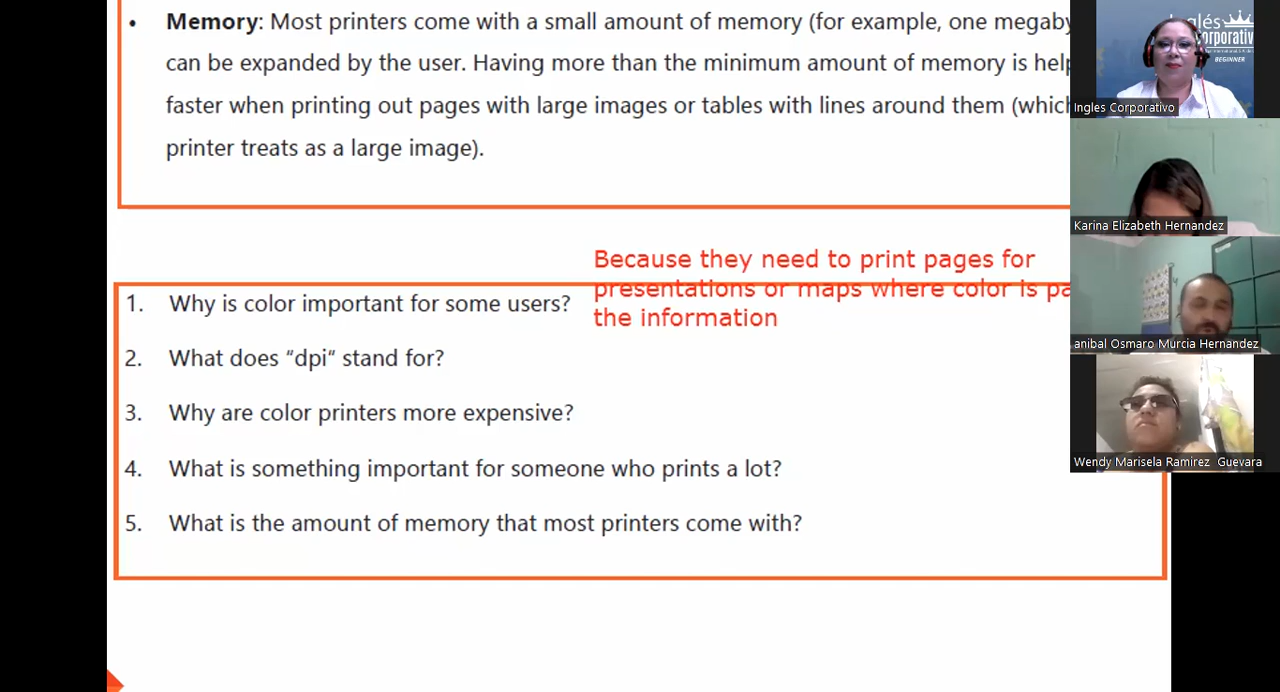 • Memory: Most printers come with a small amount of memory (for example, one megaby
can be expanded by the user. Having more than the minimum amount of memory is help
faster when printing out pages with large images or tables with lines around them (which
printer treats as a large image).
Because they need to print pages for
presentations or maps where color is pa
the information
1. Why is color important for some users?
2. What does “dpi“ stand for?
3. Why are color printers more expensive?
4. What is something important for someone who prints a lot?
5. What is the amount of memory that most printers come with?
Inglés
Corporativo
BEGINNER
Ingles Corporativo
Karina Elizabeth Hernandez
anibal Osmaro Murcia Hernandez
Wendy Marisela Ramirez Guevara